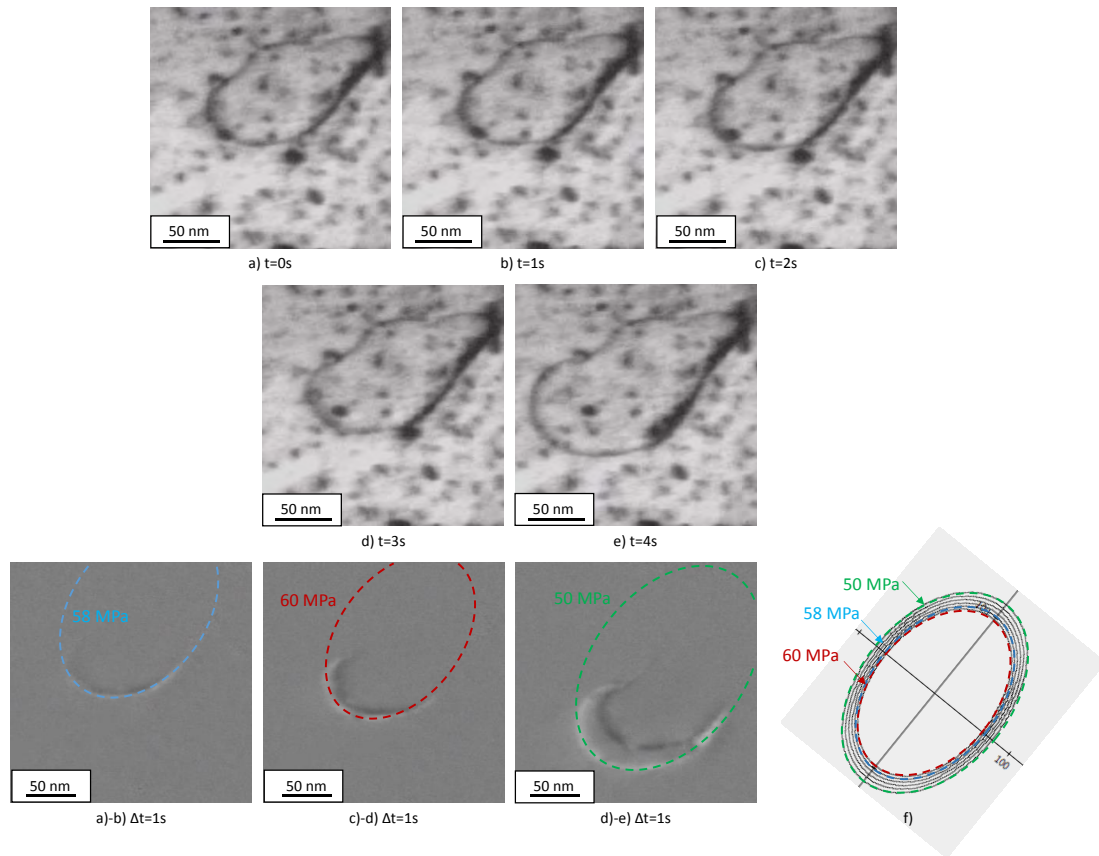 50 nm
50 nm
50 nm
a) t=0s
b) t=1s
c) t=2s
50 nm
50 nm
d) t=3s
e) t=4s
58 MPa
60 MPa
50 MPa
50 MPa
58 MPa
60 MPa
100
50 nm
50 nm
50 nm
a)-b) Δt=1s
c)-d) Δt=1s
d)-e) Δt=1s
f)